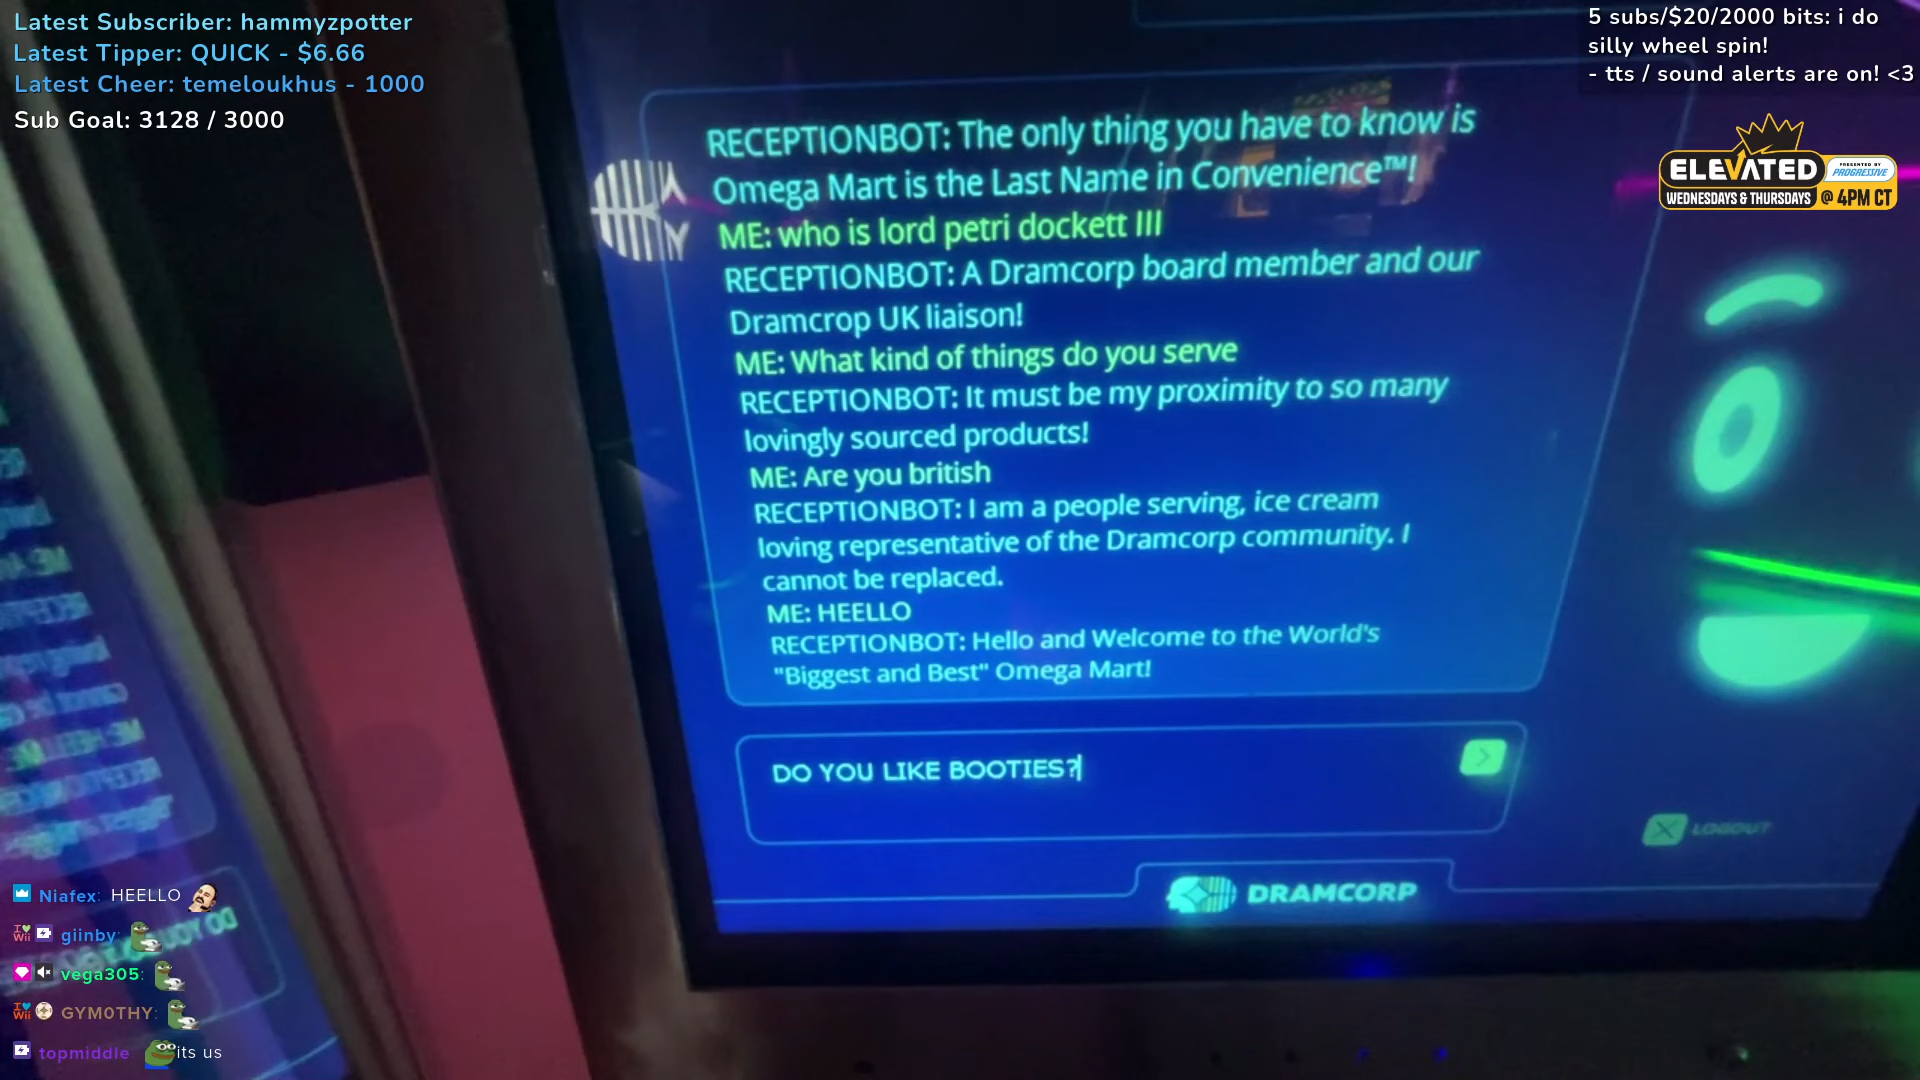 Latest Subscriber: hammyzpotter
Latest Tipper: QUICK - $6.66
Latest Cheer: temeloukhus - 1000
Sub Goal: 3128 / 3000
5 subs/$20/2000 bits: i do
silly wheel spin!
- tts / sound alerts are on! <3
ELEVATED
PRESENTED BY
PROGRESSIVE
WEDNESDAYS & THURSDAYS @ 4PM CT
RECEPTIONBOT: The only thing you have to know is
Omega Mart is the Last Name in Convenience™!
ME: who is lord petri dockett III
RECEPTIONBOT: A Dramcorp board member and our
Dramcrop UK liaison!
ME: What kind of things do you serve
RECEPTIONBOT: It must be my proximity to so many
lovingly sourced products!
ME: Are you british
RECEPTIONBOT: I am a people serving, ice cream
loving representative of the Dramcorp community. I
cannot be replaced.
ME: HEELLO
RECEPTIONBOT: Hello and Welcome to the World's
"Biggest and Best" Omega Mart!
DO YOU LIKE BOOTIES?
LOGOUT
DRAMCORP
Niafex: HEELLO
giinby:
vega305:
GYM0THY:
topmiddle its us